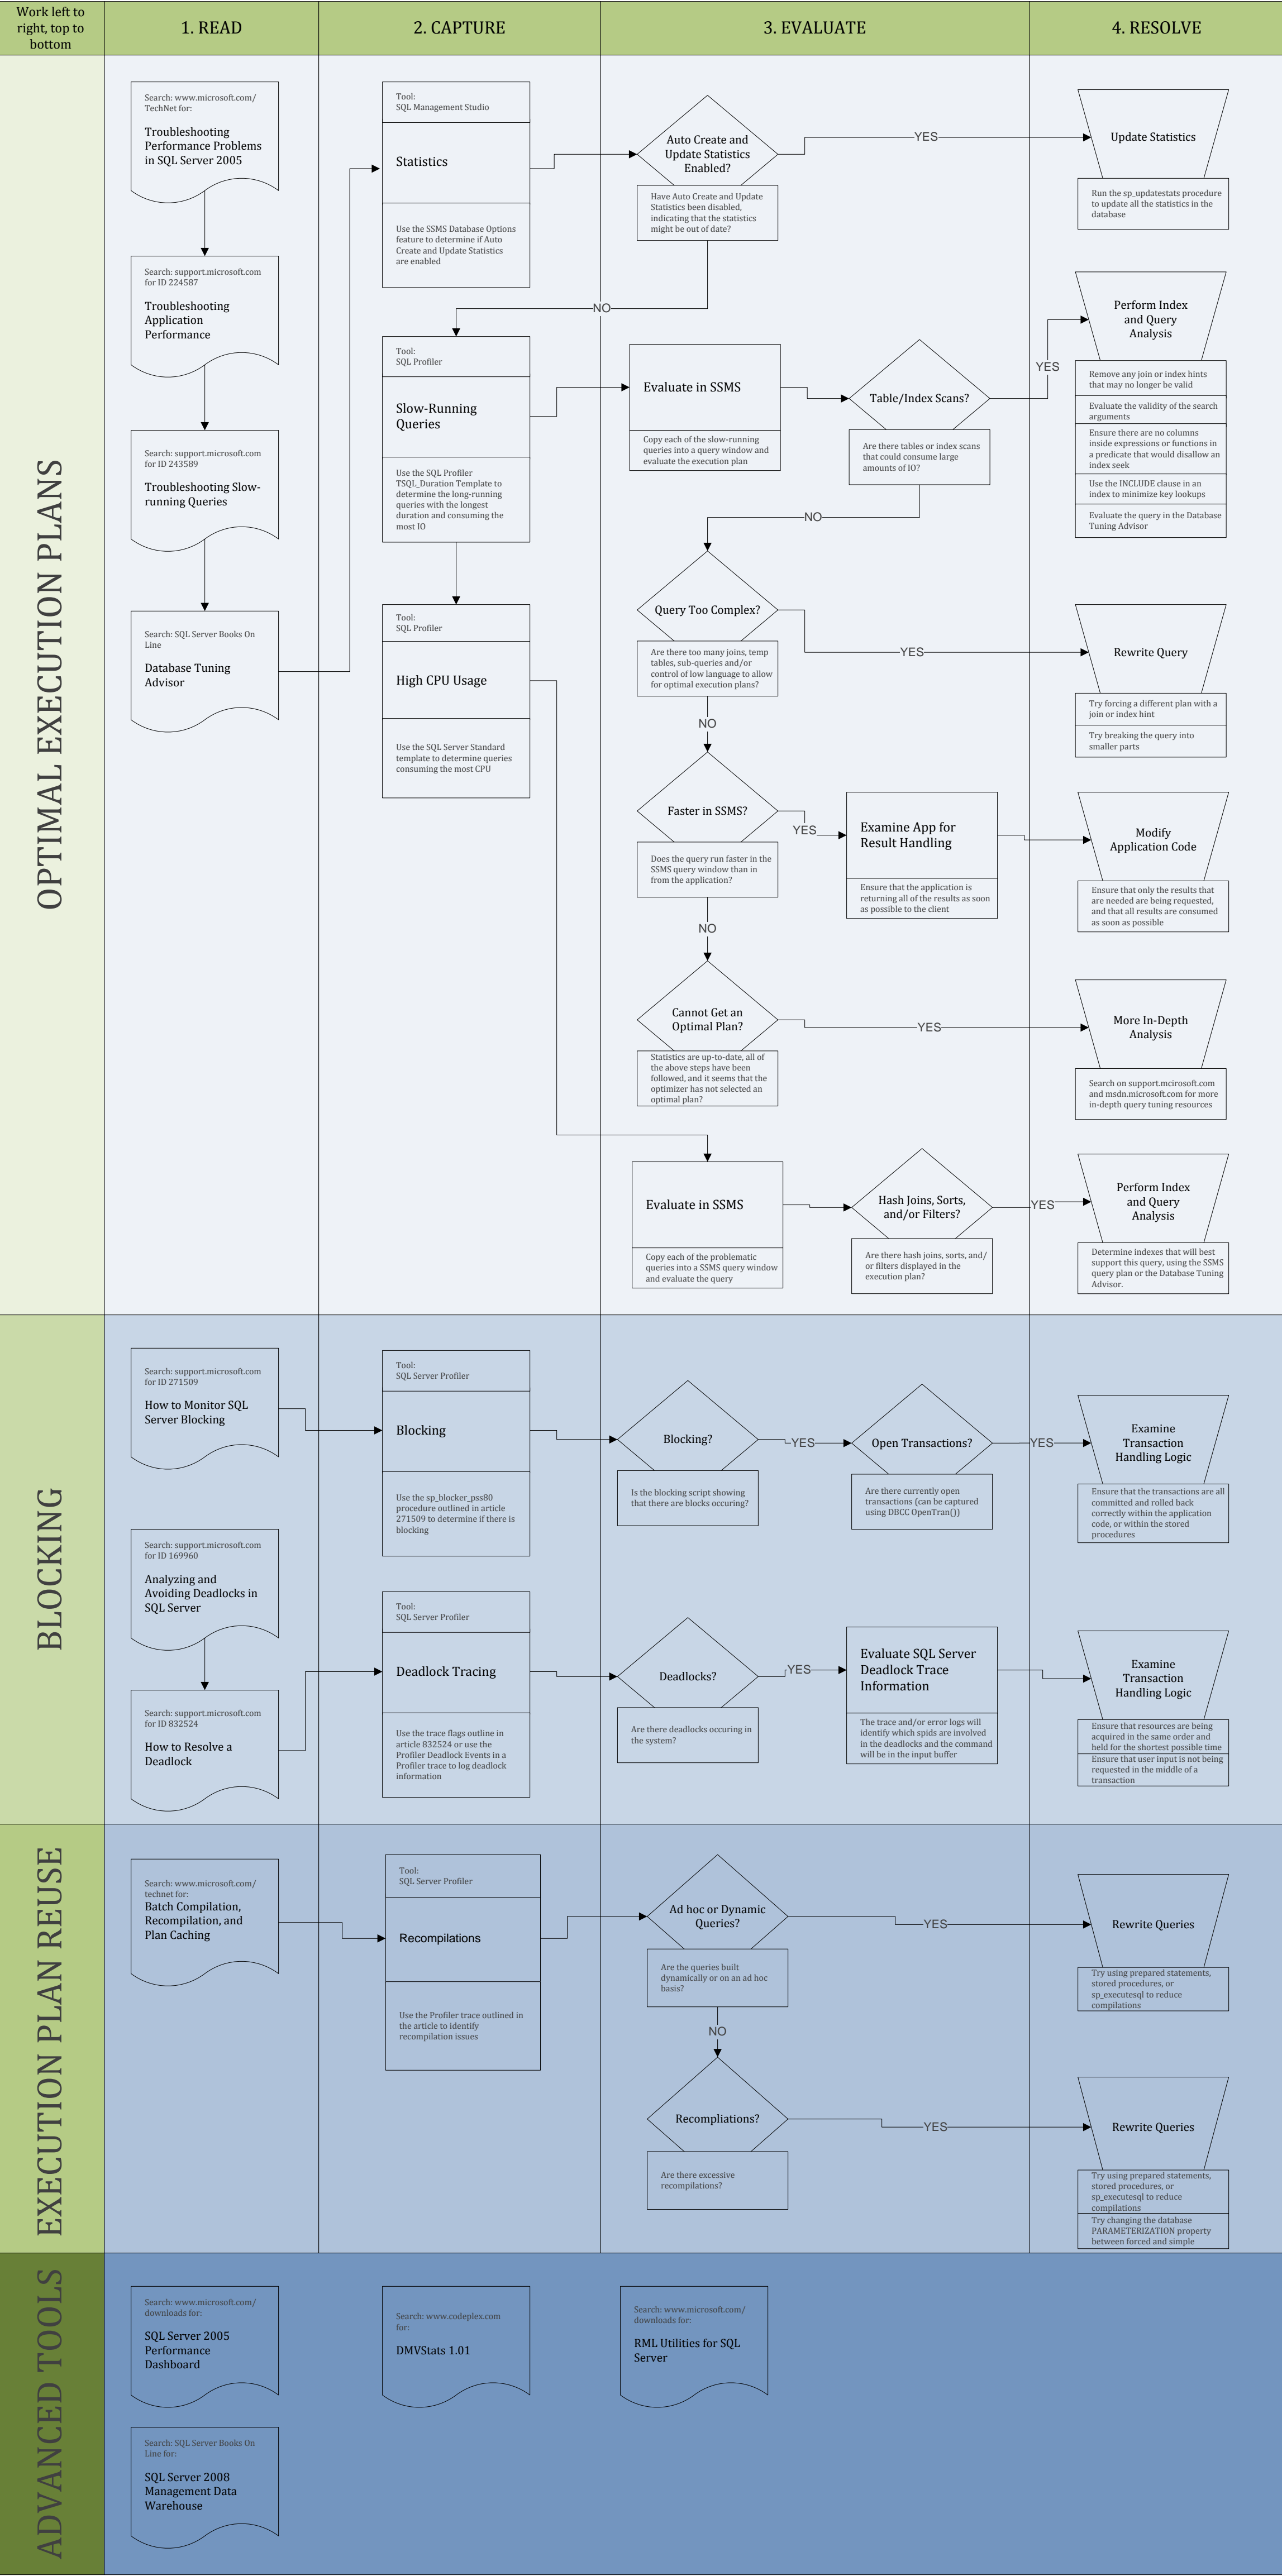 Work left to
right, top to
bottom
1. READ
2. CAPTURE
3. EVALUATE
4. RESOLVE
OPTIMAL EXECUTION PLANS
Search: www.microsoft.com/
TechNet for:
Troubleshooting
Performance Problems
in SQL Server 2005
Search: support.microsoft.com
for ID 224587
Troubleshooting
Application
Performance
Search: support.microsoft.com
for ID 243589
Troubleshooting Slow-
running Queries
Search: SQL Server Books On
Line
Database Tuning
Advisor
Tool:
SQL Management Studio
Statistics
Use the SSMS Database Options
feature to determine if Auto
Create and Update Statistics
are enabled
Auto Create and
Update Statistics
Enabled?
Have Auto Create and Update
Statistics been disabled,
indicating that the statistics
might be out of date?
YES
NO
Update Statistics
Run the sp_updatestats procedure
to update all the statistics in the
database
Tool:
SQL Profiler
Slow-Running
Queries
Use the SQL Profiler
TSQL_Duration Template to
determine the long-running
queries with the longest
duration and consuming the
most IO
Evaluate in SSMS
Copy each of the slow-running
queries into a query window and
evaluate the execution plan
Table/Index Scans?
Are there tables or index scans
that could consume large
amounts of IO?
YES
NO
Perform Index
and Query
Analysis
Remove any join or index hints
that may no longer be valid
Evaluate the validity of the search
arguments
Ensure there are no columns
inside expressions or functions in
a predicate that would disallow an
index seek
Use the INCLUDE clause in an
index to minimize key lookups
Evaluate the query in the Database
Tuning Advisor
Tool:
SQL Profiler
High CPU Usage
Use the SQL Server Standard
template to determine queries
consuming the most CPU
Query Too Complex?
Are there too many joins, temp
tables, sub-queries and/or
control of low language to allow
for optimal execution plans?
YES
NO
Rewrite Query
Try forcing a different plan with a
join or index hint
Try breaking the query into
smaller parts
Faster in SSMS?
Does the query run faster in the
SSMS query window than in
from the application?
YES
NO
Examine App for
Result Handling
Ensure that the application is
returning all of the results as soon
as possible to the client
Modify
Application Code
Ensure that only the results that
are needed are being requested,
and that all results are consumed
as soon as possible
Cannot Get an
Optimal Plan?
Statistics are up-to-date, all of
the above steps have been
followed, and it seems that the
optimizer has not selected an
optimal plan?
YES
More In-Depth
Analysis
Search on support.mcirosoft.com
and msdn.microsoft.com for more
in-depth query tuning resources
Evaluate in SSMS
Copy each of the problematic
queries into a SSMS query window
and evaluate the query
Hash Joins, Sorts,
and/or Filters?
Are there hash joins, sorts, and/
or filters displayed in the
execution plan?
YES
Perform Index
and Query
Analysis
Determine indexes that will best
support this query, using the SSMS
query plan or the Database Tuning
Advisor.
BLOCKING
Search: support.microsoft.com
for ID 271509
How to Monitor SQL
Server Blocking
Tool:
SQL Server Profiler
Blocking
Use the sp_blocker_pss80
procedure outlined in article
271509 to determine if there is
blocking
Blocking?
Is the blocking script showing
that there are blocks occuring?
YES
Open Transactions?
Are there currently open
transactions (can be captured
using DBCC OpenTran())
YES
Examine
Transaction
Handling Logic
Ensure that the transactions are all
committed and rolled back
correctly within the application
code, or within the stored
procedures
Search: support.microsoft.com
for ID 169960
Analyzing and
Avoiding Deadlocks in
SQL Server
Search: support.microsoft.com
for ID 832524
How to Resolve a
Deadlock
Tool:
SQL Server Profiler
Deadlock Tracing
Use the trace flags outline in
article 832524 or use the
Profiler Deadlock Events in a
Profiler trace to log deadlock
information
Deadlocks?
Are there deadlocks occuring in
the system?
YES
Evaluate SQL Server
Deadlock Trace
Information
The trace and/or error logs will
identify which spids are involved
in the deadlocks and the command
will be in the input buffer
Examine
Transaction
Handling Logic
Ensure that resources are being
acquired in the same order and
held for the shortest possible time
Ensure that user input is not being
requested in the middle of a
transaction
EXECUTION PLAN REUSE
Search: www.microsoft.com/
technet for:
Batch Compilation,
Recompilation, and
Plan Caching
Tool:
SQL Server Profiler
Recompilations
Use the Profiler trace outlined in
the article to identify
recompilation issues
Ad hoc or Dynamic
Queries?
Are the queries built
dynamically or on an ad hoc
basis?
YES
NO
Rewrite Queries
Try using prepared statements,
stored procedures, or
sp_executesql to reduce
compilations
Recompliations?
Are there excessive
recompilations?
YES
Rewrite Queries
Try using prepared statements,
stored procedures, or
sp_executesql to reduce
compilations
Try changing the database
PARAMETERIZATION property
between forced and simple
ADVANCED TOOLS
Search: www.microsoft.com/
downloads for:
SQL Server 2005
Performance
Dashboard
Search: www.codeplex.com
for:
DMVStats 1.01
Search: www.microsoft.com/
downloads for:
RML Utilities for SQL
Server
Search: SQL Server Books On
Line for:
SQL Server 2008
Management Data
Warehouse